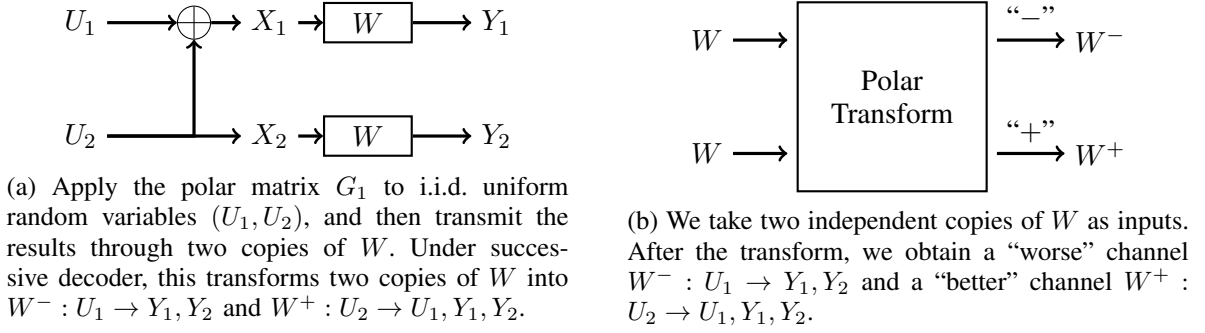 U₁ ⊕ X₁ W Y₁
U₂ X₂ W Y₂
(a) Apply the polar matrix G₁ to i.i.d. uniform
random variables (U₁, U₂), and then transmit the
results through two copies of W. Under succes-
sive decoder, this transforms two copies of W into
W⁻ : U₁ → Y₁, Y₂ and W⁺ : U₂ → U₁, Y₁, Y₂.
“−”
W W⁻
Polar
Transform
“+”
W W⁺
(b) We take two independent copies of W as inputs.
After the transform, we obtain a “worse” channel
W⁻ : U₁ → Y₁, Y₂ and a “better” channel W⁺ :
U₂ → U₁, Y₁, Y₂.